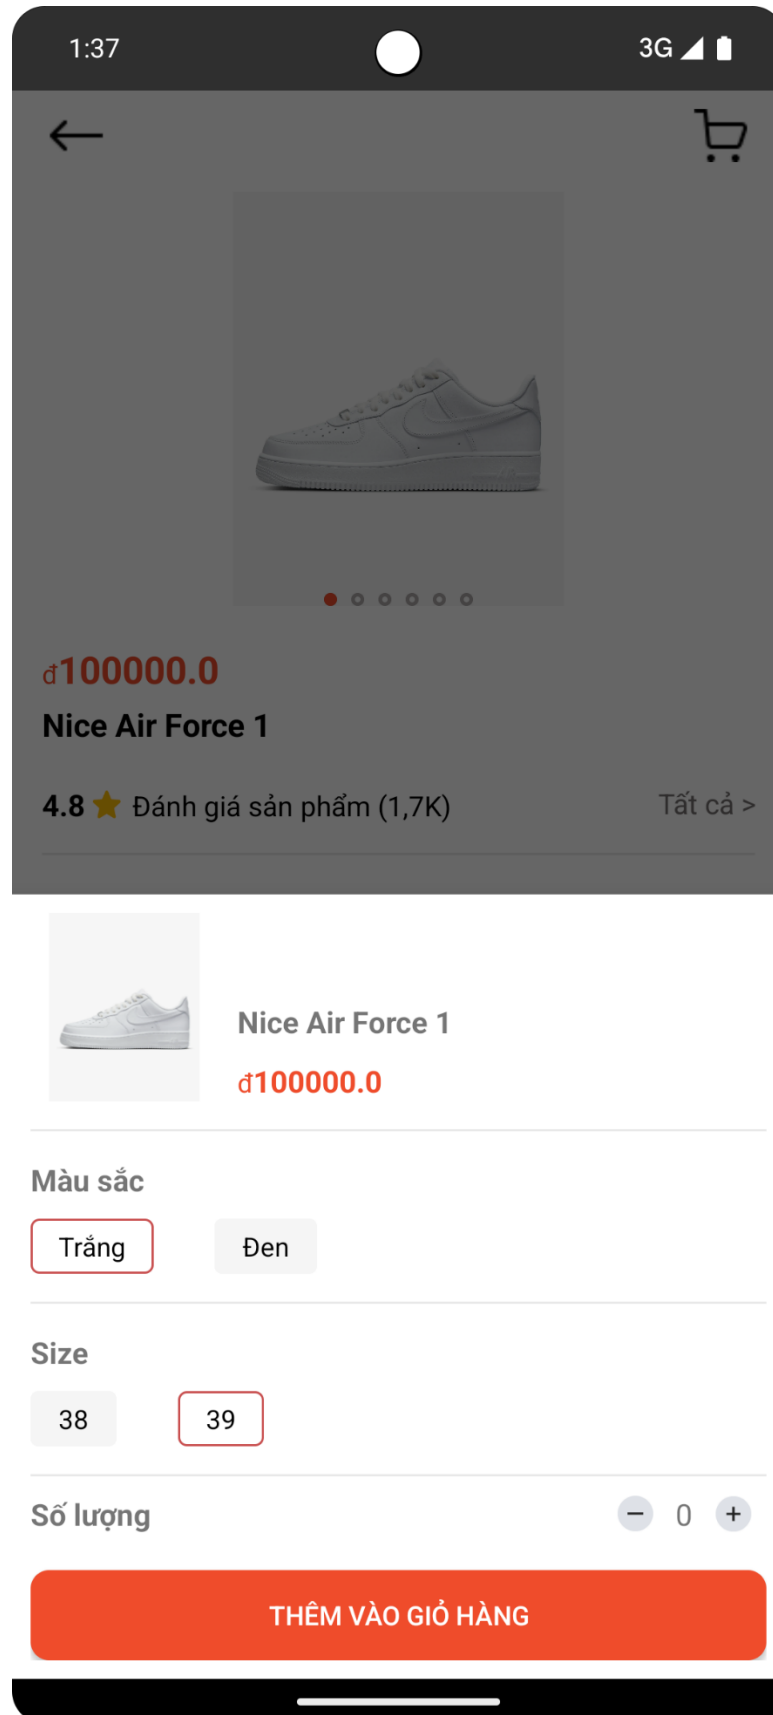 1:37
3G
đ100000.0
Nice Air Force 1
4.8 Đánh giá sản phẩm (1,7K)
Tất cả >
Nice Air Force 1
đ100000.0
Màu sắc
Trắng
Đen
Size
38
39
Số lượng
− 0 +
THÊM VÀO GIỎ HÀNG